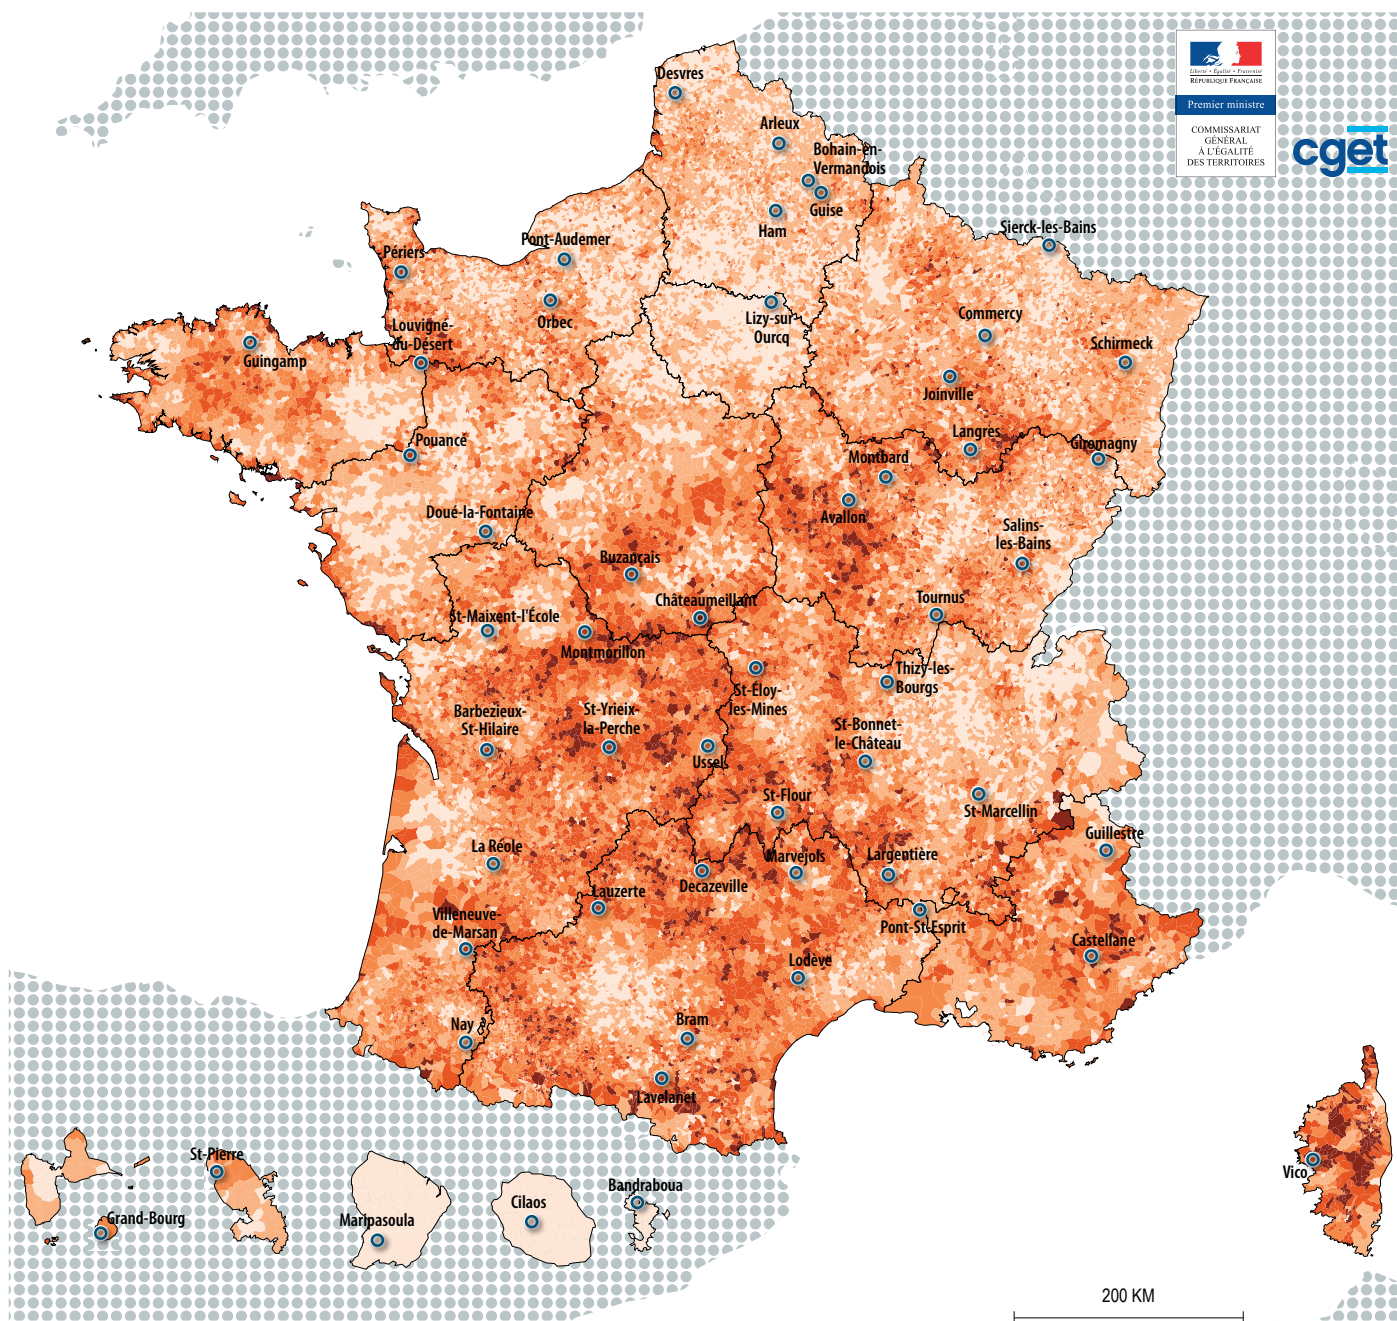 Desvres
Liberté • Égalité • Fraternité
RÉPUBLIQUE FRANÇAISE
Premier ministre
COMMISSARIAT
GÉNÉRAL
À L'ÉGALITÉ
DES TERRITOIRES
cget
Arleux
Bohain-en-
Vermandois
Guise
Ham
Sierck-les-Bains
Pont-Audemer
Périers
Orbec
Lizy-sur
Ourcq
Commercy
Louvigné-
du-Désert
Guingamp
Schirmeck
Joinville
Pouancé
Langres
Giromagny
Montbard
Avallon
Doué-la-Fontaine
Salins-
les-Bains
Buzançais
Châteaumeillant
Tournus
St-Maixent-l'École
Montmorillon
Thizy-les-
Bourgs
St-Éloy-
les-Mines
Barbezieux-
St-Hilaire
St-Yrieix-
la-Perche
St-Bonnet-
le-Château
Ussel
St-Flour
St-Marcellin
Guillestre
La Réole
Marvejols
Largentière
Decazeville
Lauzerte
Villeneuve-
de-Marsan
Pont-St-Esprit
Castellane
Lodève
Nay
Bram
Lavelanet
St-Pierre
Vico
Bandraboua
Cilaos
Grand-Bourg
Maripasoula
200 KM